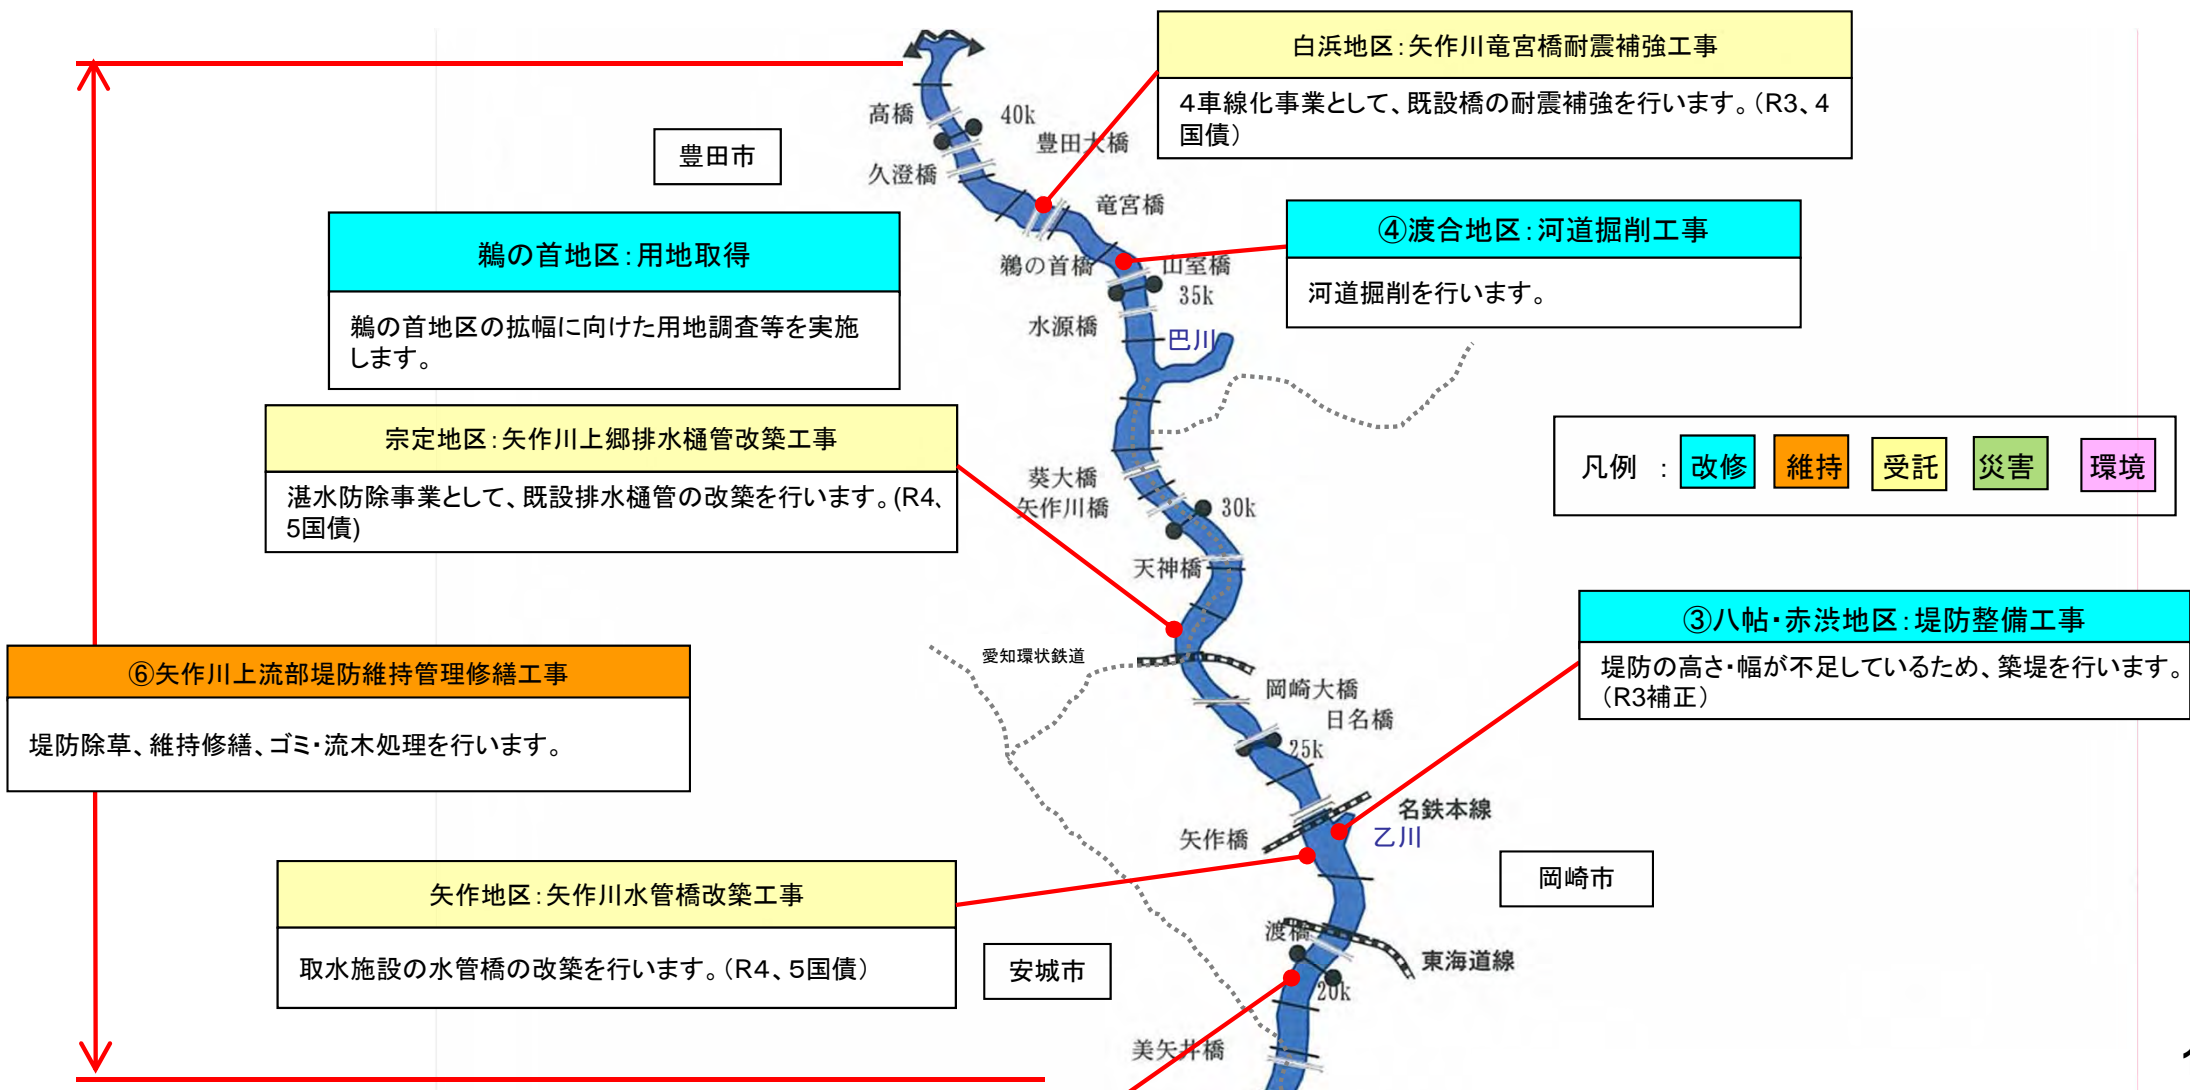 白浜地区：矢作川竜宮橋耐震補強工事
４車線化事業として、既設橋の耐震補強を行います。（R3、4
国債）
高橋
40k
豊田大橋
豊田市
久澄橋
竜宮橋
鵜の首地区：用地取得
鵜の首地区の拡幅に向けた用地調査等を実施
します。
④渡合地区：河道掘削工事
河道掘削を行います。
鵜の首橋
山室橋
35k
水源橋
巴川
宗定地区：矢作川上郷排水樋管改築工事
湛水防除事業として、既設排水樋管の改築を行います。(R4、
5国債)
凡例 ： 改修 維持 受託 災害 環境
葵大橋
矢作川橋
30k
天神橋
③八帖・赤渋地区：堤防整備工事
堤防の高さ・幅が不足しているため、築堤を行います。
（R3補正）
愛知環状鉄道
⑥矢作川上流部堤防維持管理修繕工事
堤防除草、維持修繕、ゴミ・流木処理を行います。
岡崎大橋
日名橋
25k
名鉄本線
矢作橋
乙川
矢作地区：矢作川水管橋改築工事
取水施設の水管橋の改築を行います。（R４、５国債）
岡崎市
渡橋
安城市
東海道線
20k
美矢井橋